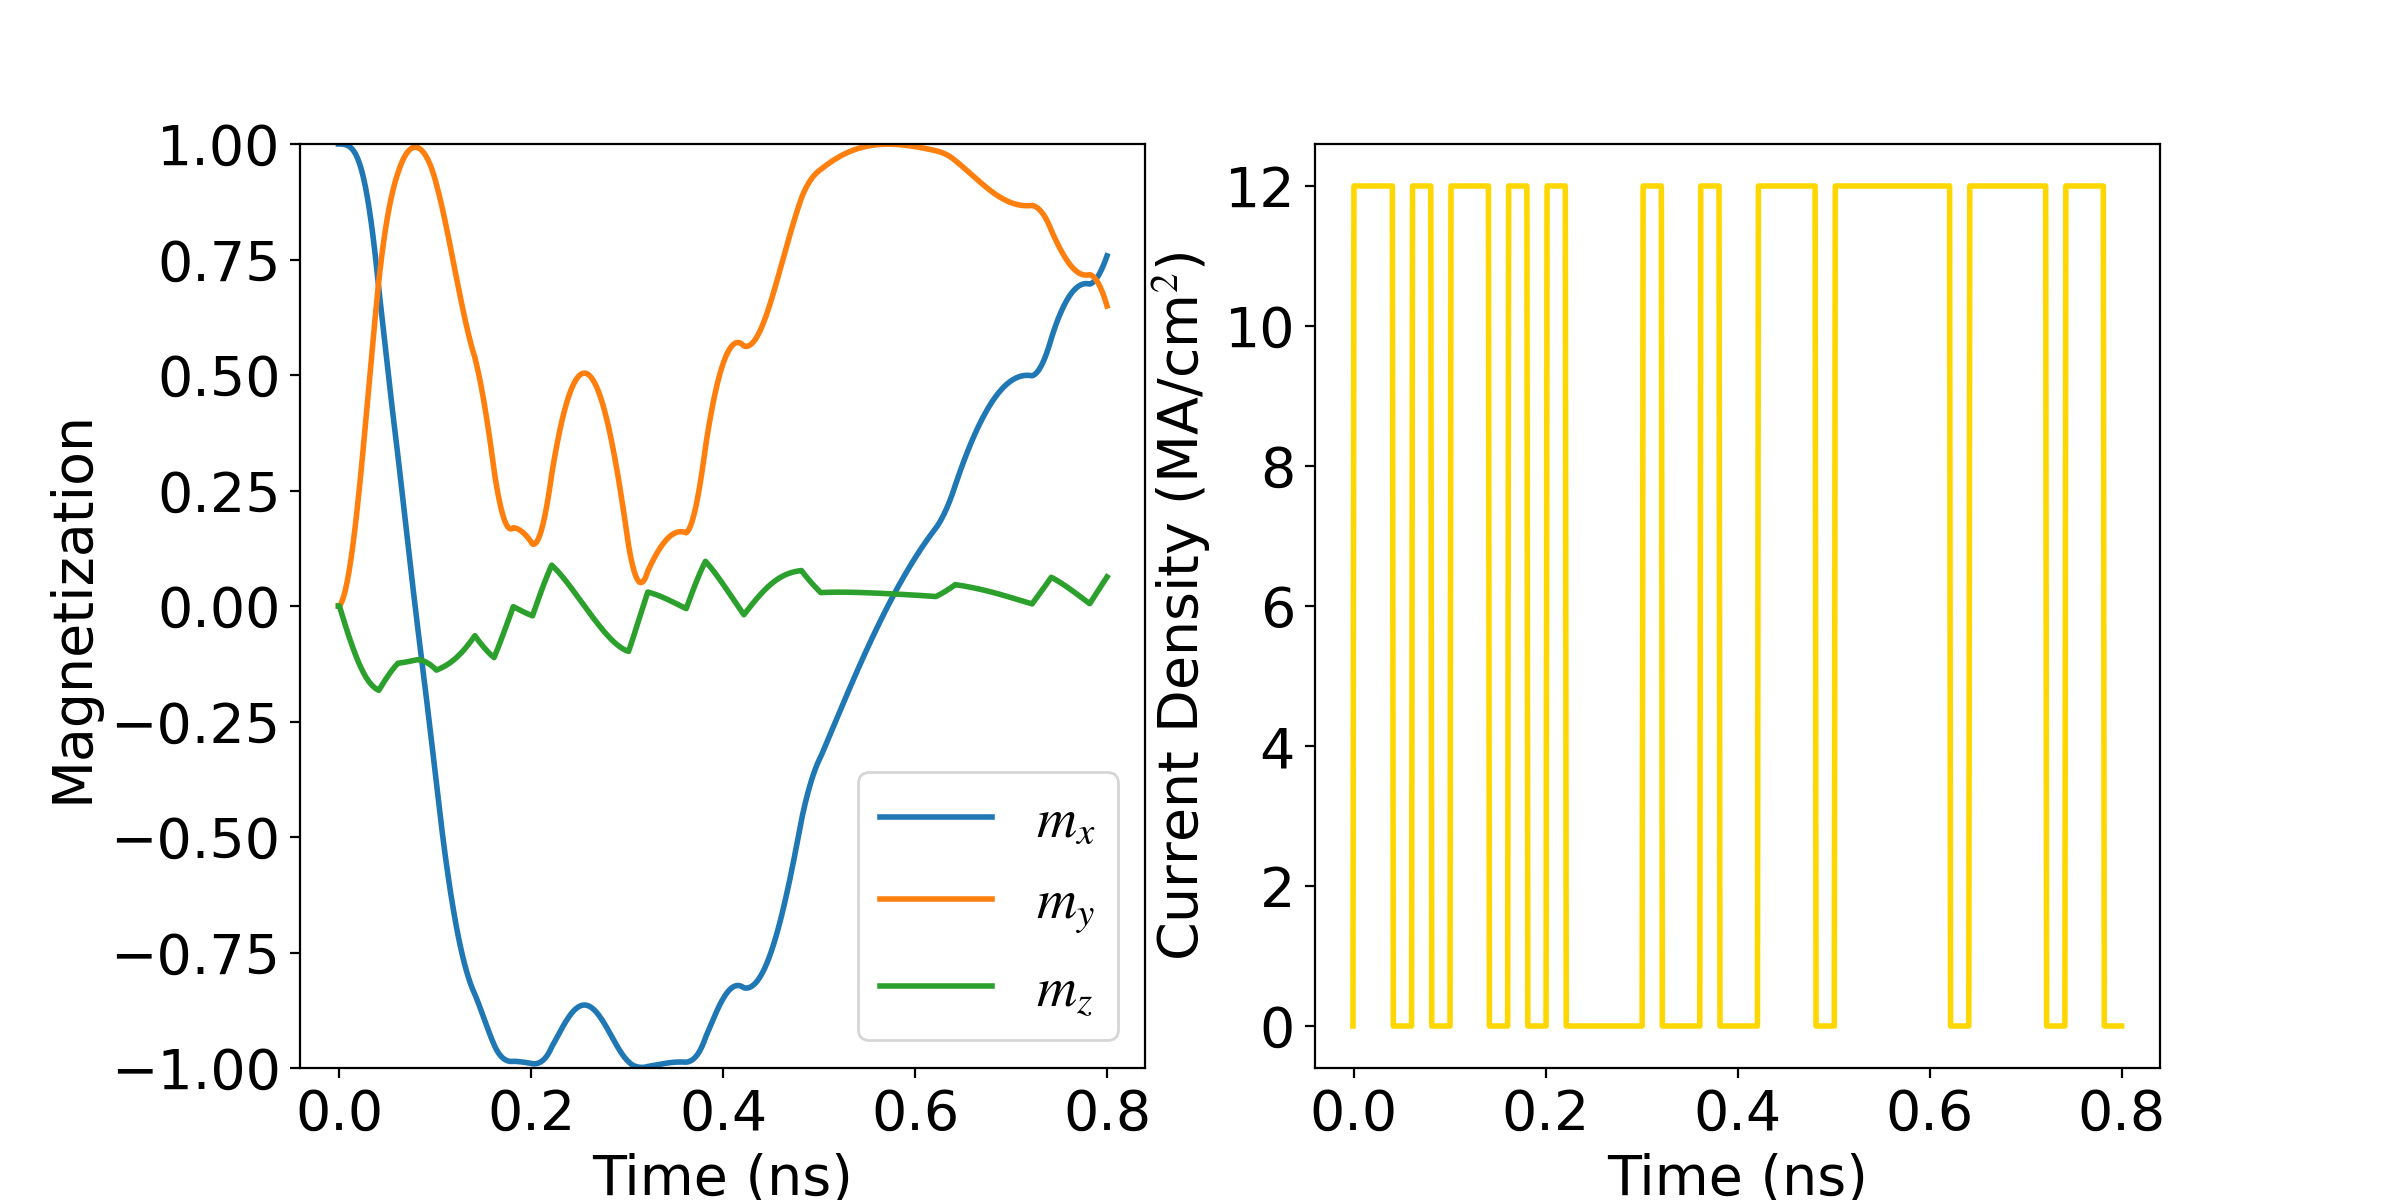 Magnetization
1.00
0.75
0.50
0.25
0.00
−0.25
−0.50
−0.75
−1.00
0.0 0.2 0.4 0.6 0.8
Time (ns)
m_x
m_y
m_z
Current Density (MA/cm²)
12
10
8
6
4
2
0
0.0 0.2 0.4 0.6 0.8
Time (ns)